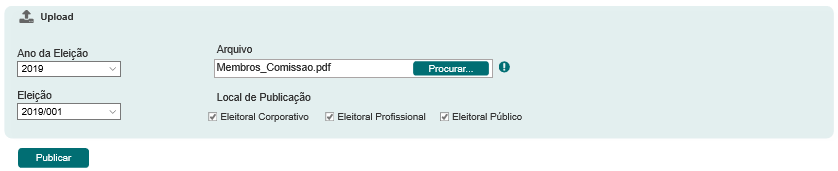 Upload
Ano da Eleição
2019
Arquivo
Membros_Comissao.pdf
Procurar...
Eleição
2019/001
Local de Publicação
Eleitoral Corporativo
Eleitoral Profissional
Eleitoral Público
Publicar